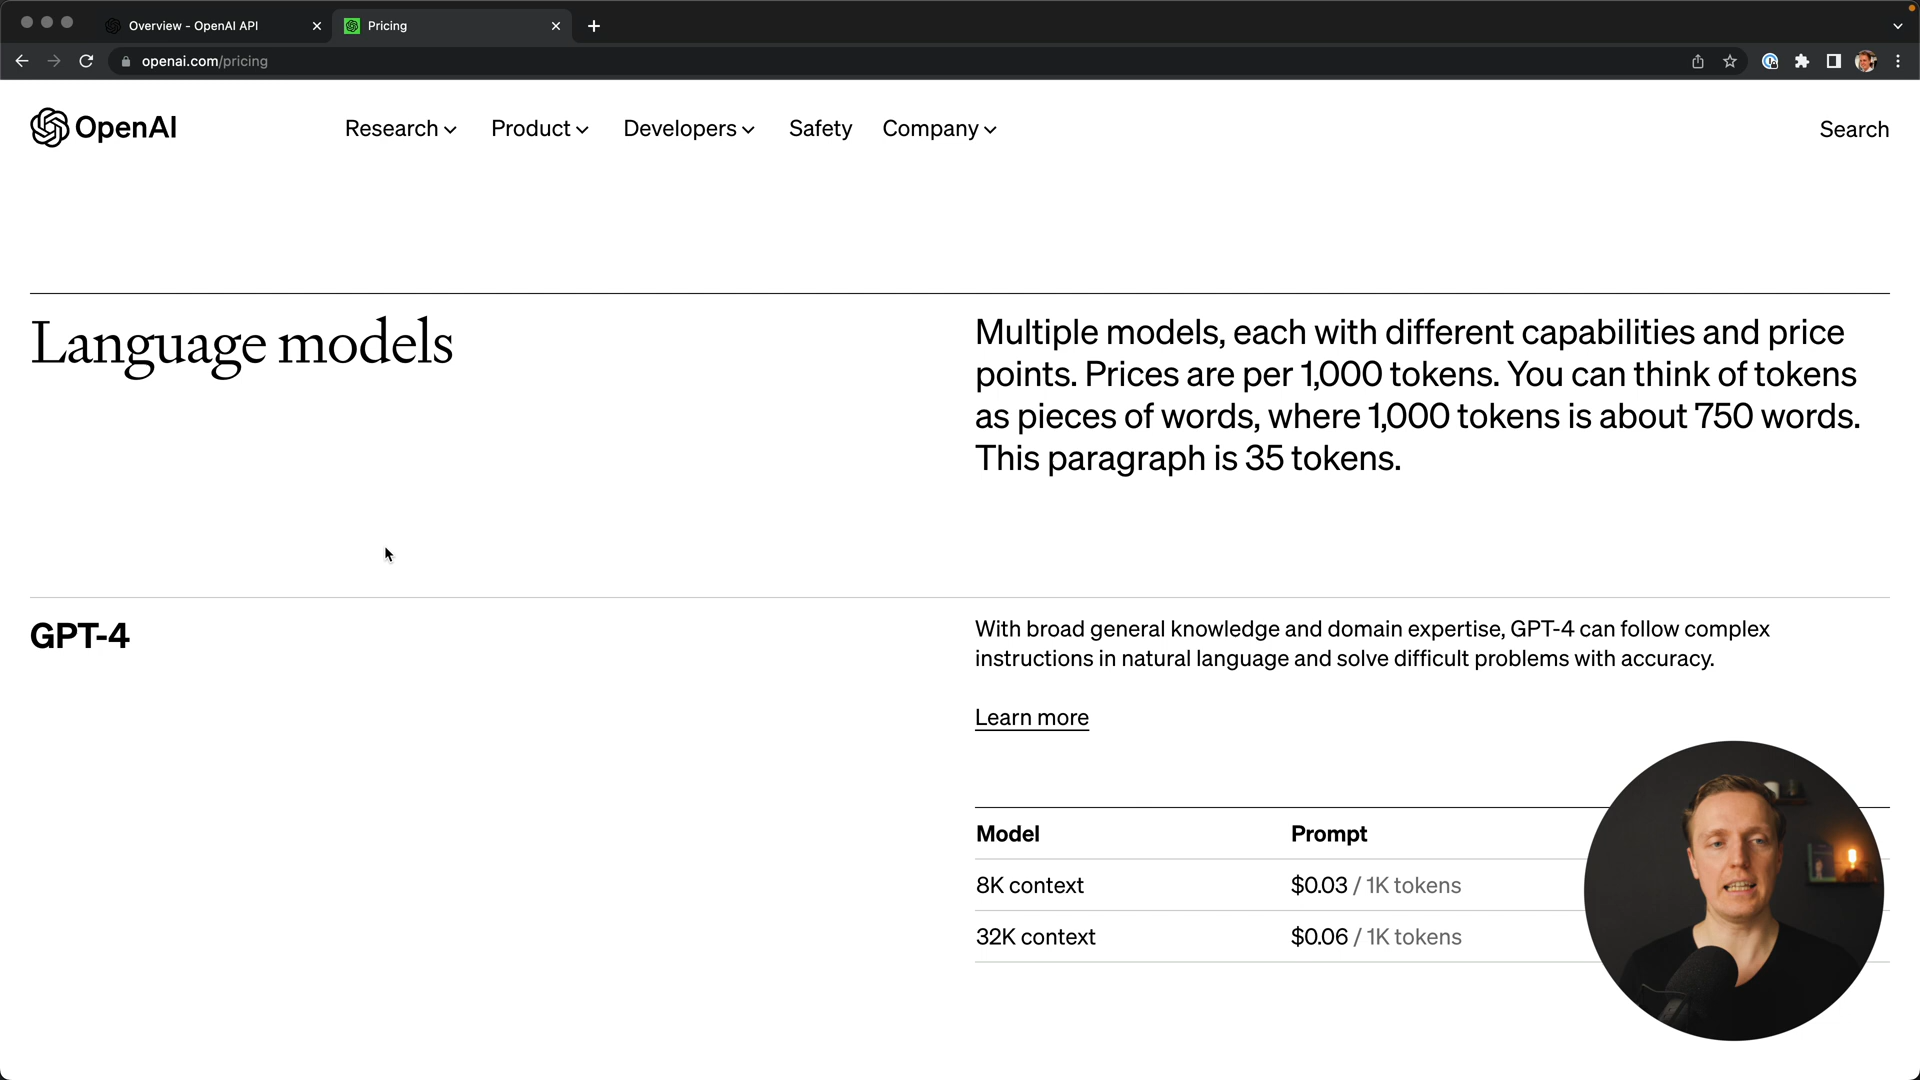 Overview - OpenAI API
Pricing
openai.com/pricing
OpenAI
Research
Product
Developers
Safety
Company
Search
Language models
Multiple models, each with different capabilities and price
points. Prices are per 1,000 tokens. You can think of tokens
as pieces of words, where 1,000 tokens is about 750 words.
This paragraph is 35 tokens.
GPT-4
With broad general knowledge and domain expertise, GPT-4 can follow complex
instructions in natural language and solve difficult problems with accuracy.
Learn more
Model Prompt
8K context $0.03 / 1K tokens
32K context $0.06 / 1K tokens